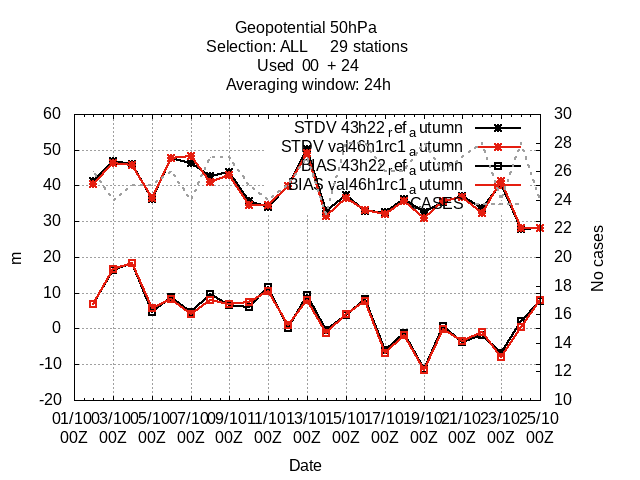 Geopotential 50hPa
Selection: ALL 29 stations
Used 00 + 24
Averaging window: 24h
60
50
40
30
20
10
0
-10
-20
m
30
28
26
24
22
20
18
16
14
12
10
No cases
STDV 43h22refautumn
STDV val46h1rc1autumn
BIAS 43h22refautumn
BIAS val46h1rc1autumn
CASES
01/10 03/10 05/10 07/10 09/10 11/10 13/10 15/10 17/10 19/10 21/10 23/10 25/10
00Z 00Z 00Z 00Z 00Z 00Z 00Z 00Z 00Z 00Z 00Z 00Z 00Z
Date